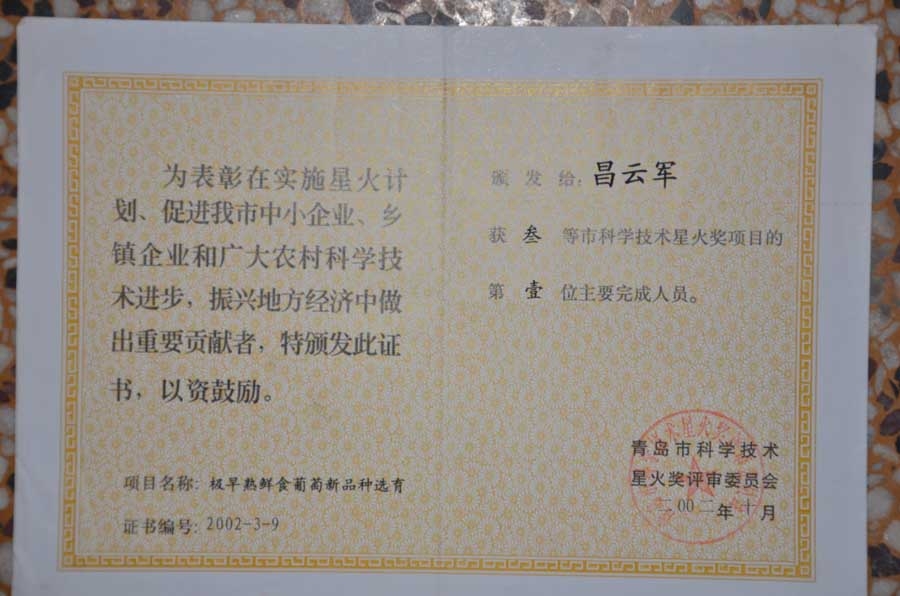 为表彰在实施星火计
划、促进我市中小企业、乡
镇企业和广大农村科学技
术进步，振兴地方经济中做
出重要贡献者，特颁发此证
书，以资鼓励。
项目名称：极早熟鲜食葡萄新品种选育
证书编号：2002-3-9
颁发给：昌云军
获 叁 等市科学技术星火奖项目的
第 壹 位主要完成人员。
青岛市科学技术
星火奖评审委员会
二00二年十月